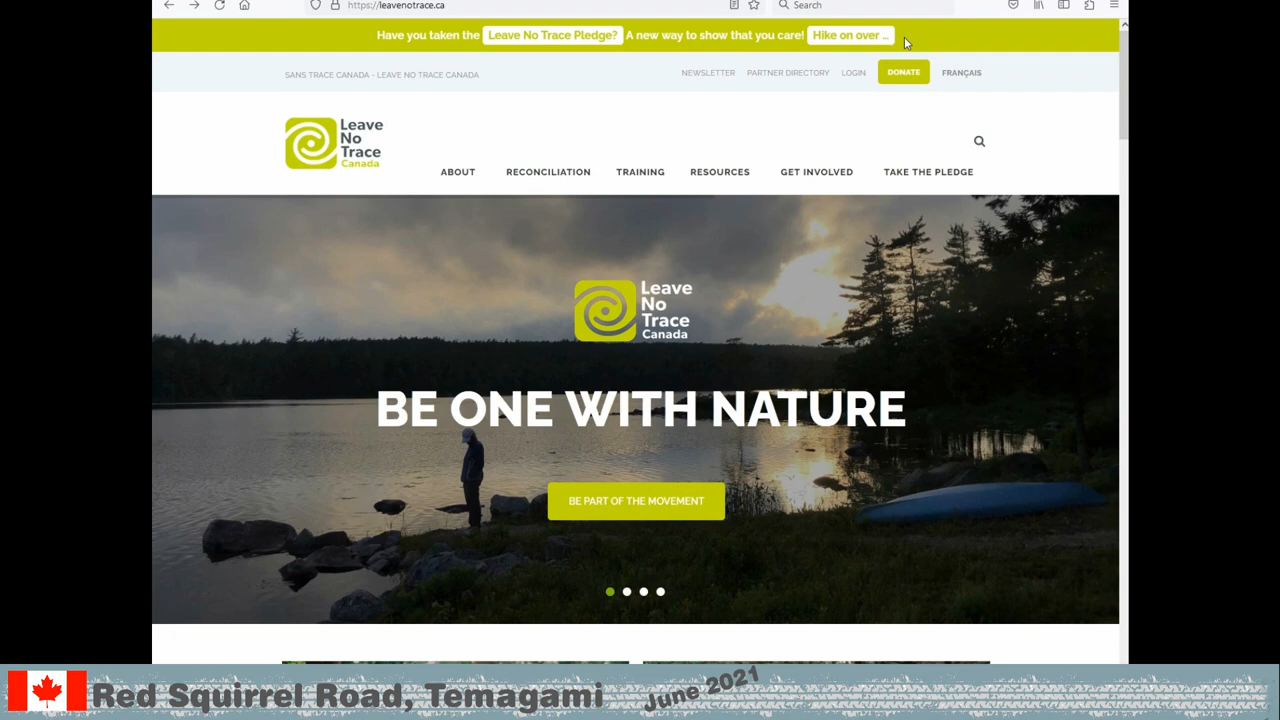 https://leavenotrace.ca
Search
Have you taken the Leave No Trace Pledge? A new way to show that you care! Hike on over ...
SANS TRACE CANADA - LEAVE NO TRACE CANADA
NEWSLETTER PARTNER DIRECTORY LOGIN DONATE FRANÇAIS
Leave
No
Trace
Canada
ABOUT RECONCILIATION TRAINING RESOURCES GET INVOLVED TAKE THE PLEDGE
Leave
No
Trace
Canada
BE ONE WITH NATURE
BE PART OF THE MOVEMENT
Red Squirrel Road, Temagami June 2021